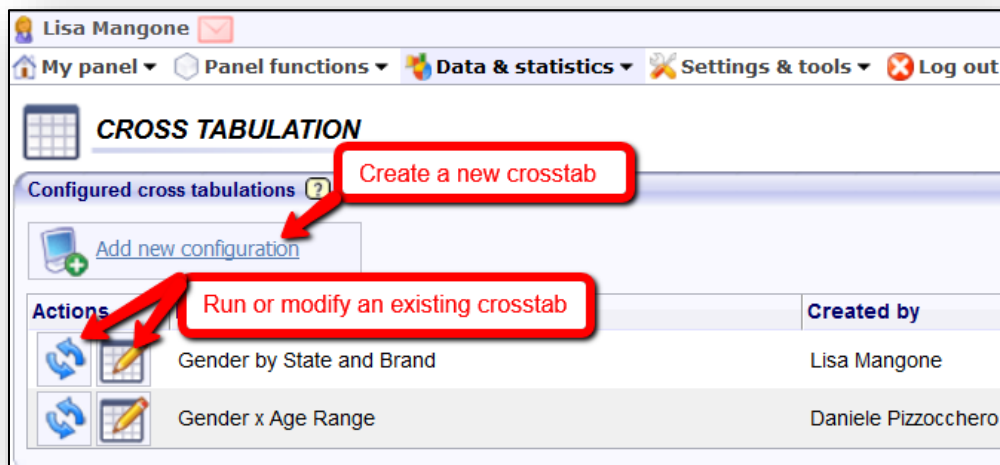 Lisa Mangone
My panel Panel functions Data & statistics Settings & tools Log out
CROSS TABULATION
Create a new crosstab
Configured cross tabulations ?
Add new configuration
Run or modify an existing crosstab
Actions Created by
Gender by State and Brand Lisa Mangone
Gender x Age Range Daniele Pizzocchero